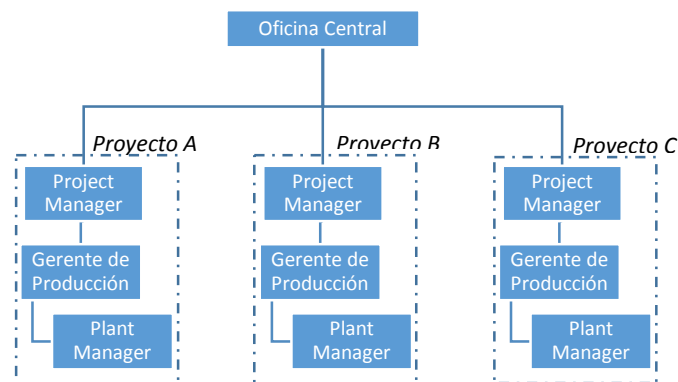 Oficina Central
Proyecto A
Proyecto B
Proyecto C
Project
Manager
Project
Manager
Project
Manager
Gerente de
Producción
Gerente de
Producción
Gerente de
Producción
Plant
Manager
Plant
Manager
Plant
Manager